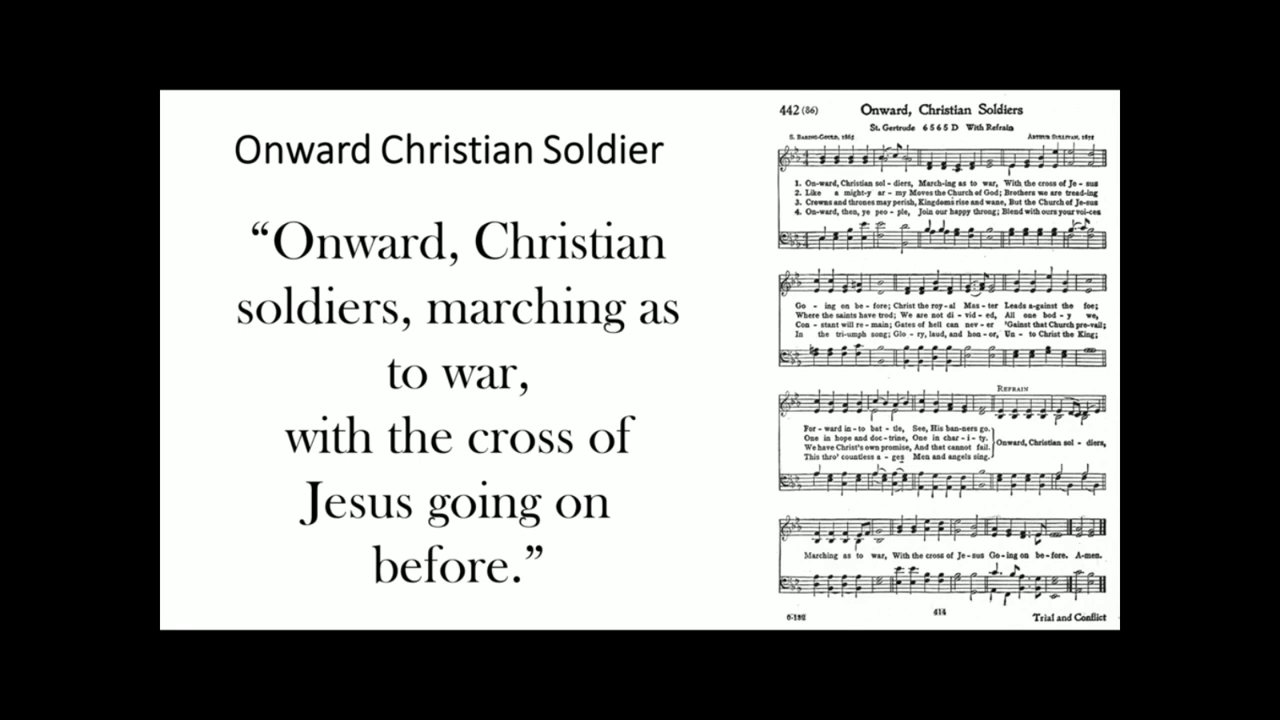 Onward Christian Soldier
“Onward, Christian
soldiers, marching as
to war,
with the cross of
Jesus going on
before.”
442 (86)
Onward, Christian Soldiers
St. Gertrude 6 5 6 5 D With Refrain
S. Baring-Gould, 1865
Arthur Sullivan, 1872
1. On-ward, Christian sol - diers, March-ing as to war, With the cross of Je - sus
2. Like a might-y ar - my Moves the Church of God; Brothers we are tread-ing
3. Crowns and thrones may perish, Kingdoms rise and wane, But the Church of Je-sus
4. On-ward, then, ye peo - ple, Join our happy throng; Blend with ours your voi-ces
Go - ing on be - fore; Christ the roy-al Mas - ter Leads a-gainst the foe;
Where the saints have trod; We are not di - vid - ed, All one bod - y we,
Con - stant will re - main; Gates of hell can nev - er 'Gainst that Church pre-vail;
In the tri-umph song; Glo - ry, laud, and hon - or, Un - to Christ the King;
Refrain
For - ward in - to bat - tle, See, His ban-ners go.
One in hope and doc - trine, One in char - i - ty.
We have Christ's own promise, And that cannot fail.
This thro' countless a - ges Men and angels sing.
Onward, Christian sol - diers,
Marching as to war, With the cross of Je - sus Go - ing on be - fore. A-men.
414
Trial and Conflict